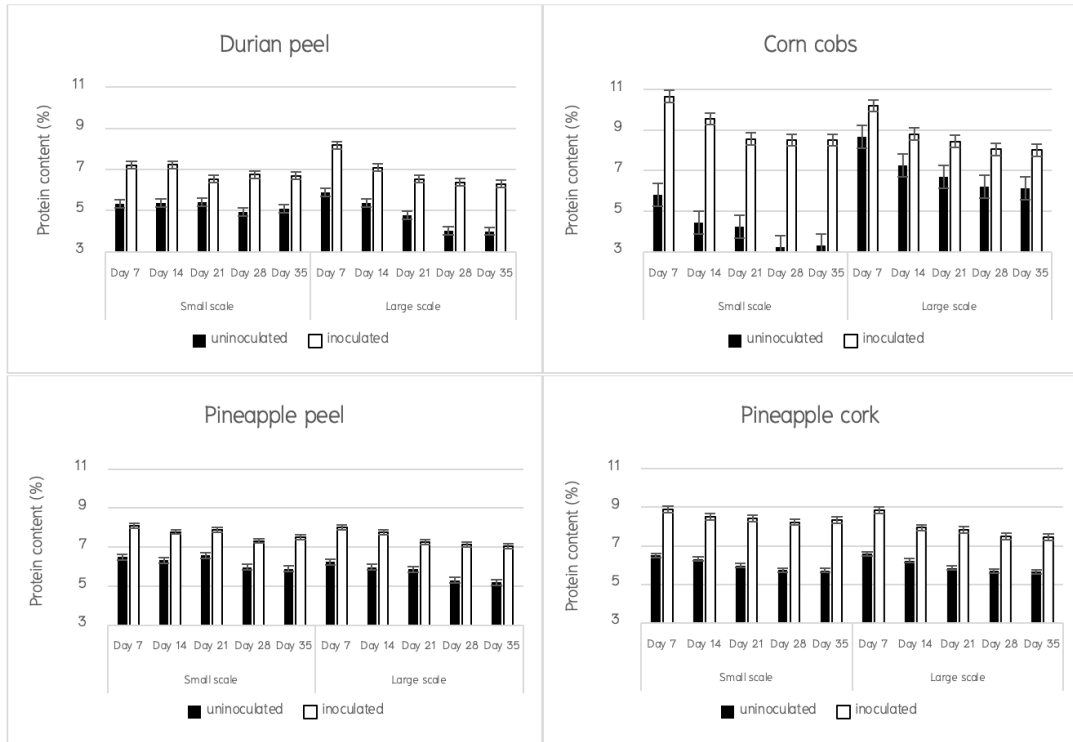 Durian peel
Protein content (%)
11
9
7
5
3
Day 7 Day 14 Day 21 Day 28 Day 35 Day 7 Day 14 Day 21 Day 28 Day 35
Small scale Large scale
uninoculated inoculated
Corn cobs
Protein content (%)
11
9
7
5
3
Day 7 Day 14 Day 21 Day 28 Day 35 Day 7 Day 14 Day 21 Day 28 Day 35
Small scale Large scale
uninoculated inoculated
Pineapple peel
Protein content (%)
11
9
7
5
3
Day 7 Day 14 Day 21 Day 28 Day 35 Day 7 Day 14 Day 21 Day 28 Day 35
Small scale Large scale
uninoculated inoculated
Pineapple cork
Protein content (%)
11
9
7
5
3
Day 7 Day 14 Day 21 Day 28 Day 35 Day 7 Day 14 Day 21 Day 28 Day 35
Small scale Large scale
uninoculated inoculated